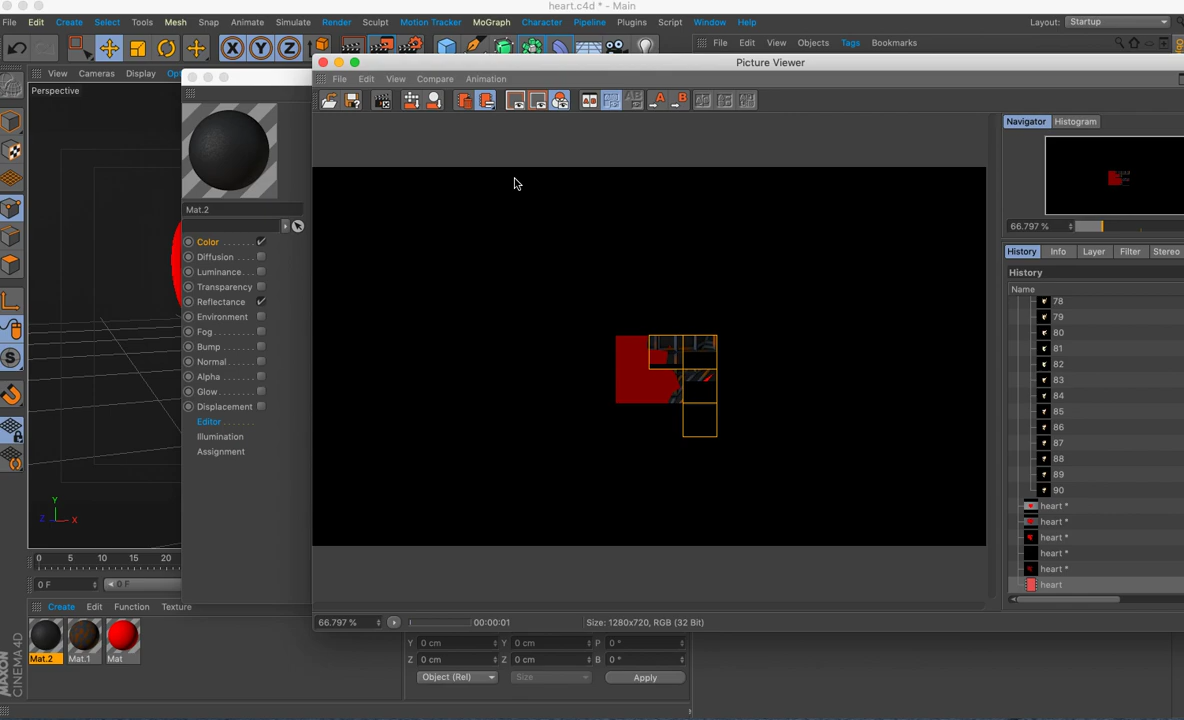 heart.c4d * - Main
File Edit Create Select Tools Mesh Snap Animate Simulate Render Sculpt Motion Tracker MoGraph Character Pipeline Plugins Script Window Help
Layout: Startup
X Y Z
File Edit View Objects Tags Bookmarks
View Cameras Display
Perspective
Picture Viewer
File Edit View Compare Animation
AB A B
Navigator Histogram
66.797 %
History Info Layer Filter Stereo
History
Name
78
79
80
81
82
83
84
85
86
87
88
89
90
heart *
heart *
heart *
heart *
heart *
heart
Mat.2
Color
Diffusion
Luminance
Transparency
Reflectance
Environment
Fog
Bump
Normal
Alpha
Glow
Displacement
Editor
Illumination
Assignment
Y
Z X
0 5 10 15 20
0 F 0 F
66.797 % 00:00:01 Size: 1280x720, RGB (32 Bit)
Create Edit Function Texture
Mat.2 Mat.1 Mat
Y 0 cm Y 0 cm P 0 °
Z 0 cm Z 0 cm B 0 °
Object (Rel) Size Apply
MAXON
CINEMA 4D